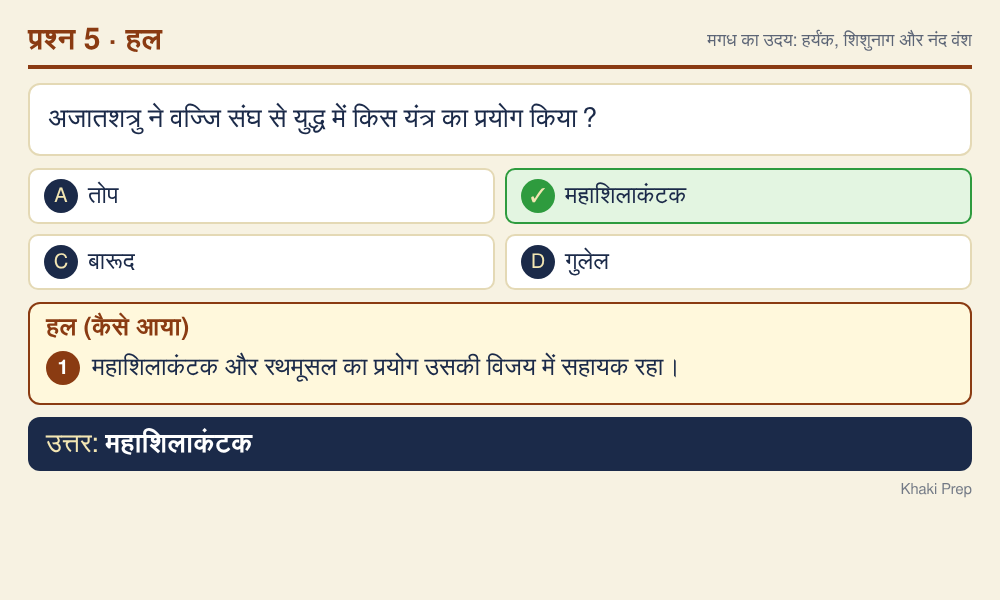 प्रश्न 5 · हल
मगध का उदय: हर्यंक, शिशुनाग और नंद वंश
अजातशत्रु ने वज्जि संघ से युद्ध में किस यंत्र का प्रयोग किया ?
A तोप
✓ महाशिलाकंटक
C बारूद
D गुलेल
हल (कैसे आया)
1 महाशिलाकंटक और रथमूसल का प्रयोग उसकी विजय में सहायक रहा।
उत्तर: महाशिलाकंटक
Khaki Prep